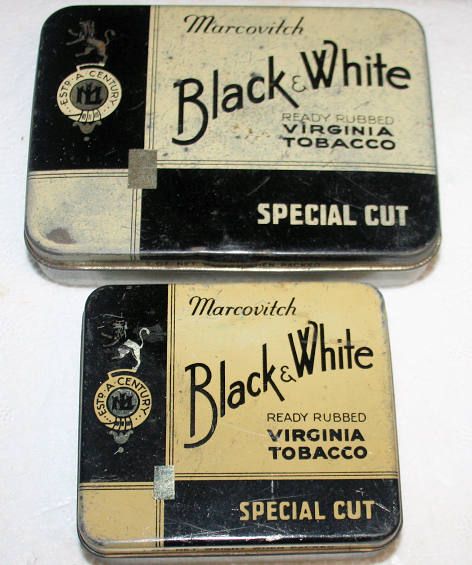 Marcovitch
Black & White
ESTD. A CENTURY
READY RUBBED
VIRGINIA
TOBACCO
SPECIAL CUT
Marcovitch
Black & White
ESTD. A CENTURY
READY RUBBED
VIRGINIA
TOBACCO
SPECIAL CUT